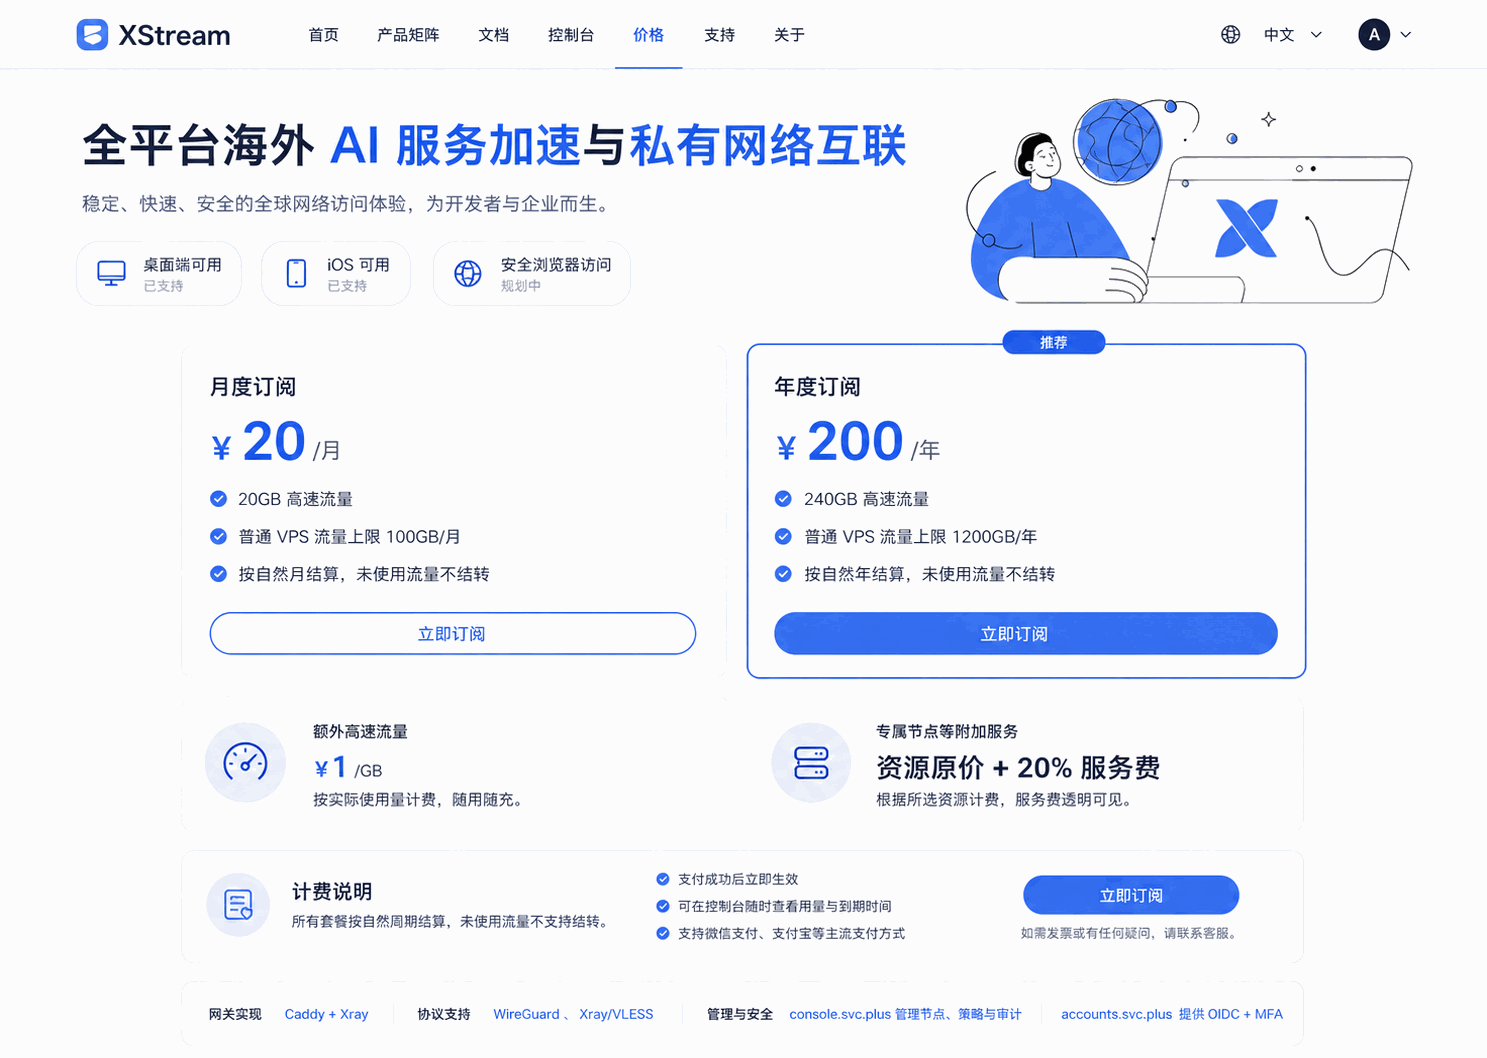 XStream
首页 产品矩阵 文档 控制台 价格 支持 关于 中文 A
全平台海外 AI 服务加速与私有网络互联
稳定、快速、安全的全球网络访问体验，为开发者与企业而生。
桌面端可用
已支持
iOS 可用
已支持
安全浏览器访问
规划中
月度订阅
¥ 20 /月
20GB 高速流量
普通 VPS 流量上限 100GB/月
按自然月结算，未使用流量不结转
立即订阅
推荐
年度订阅
¥ 200 /年
240GB 高速流量
普通 VPS 流量上限 1200GB/年
按自然年结算，未使用流量不结转
立即订阅
额外高速流量
¥ 1 /GB
按实际使用量计费，随用随充。
专属节点等附加服务
资源原价 + 20% 服务费
根据所选资源计费，服务费透明可见。
计费说明
所有套餐按自然周期结算，未使用流量不支持结转。
支付成功后立即生效
可在控制台随时查看用量与到期时间
支持微信支付、支付宝等主流支付方式
立即订阅
如需发票或有任何疑问，请联系客服。
网关实现 Caddy + Xray 协议支持 WireGuard 、 Xray/VLESS 管理与安全 console.svc.plus 管理节点、策略与审计 accounts.svc.plus 提供 OIDC + MFA